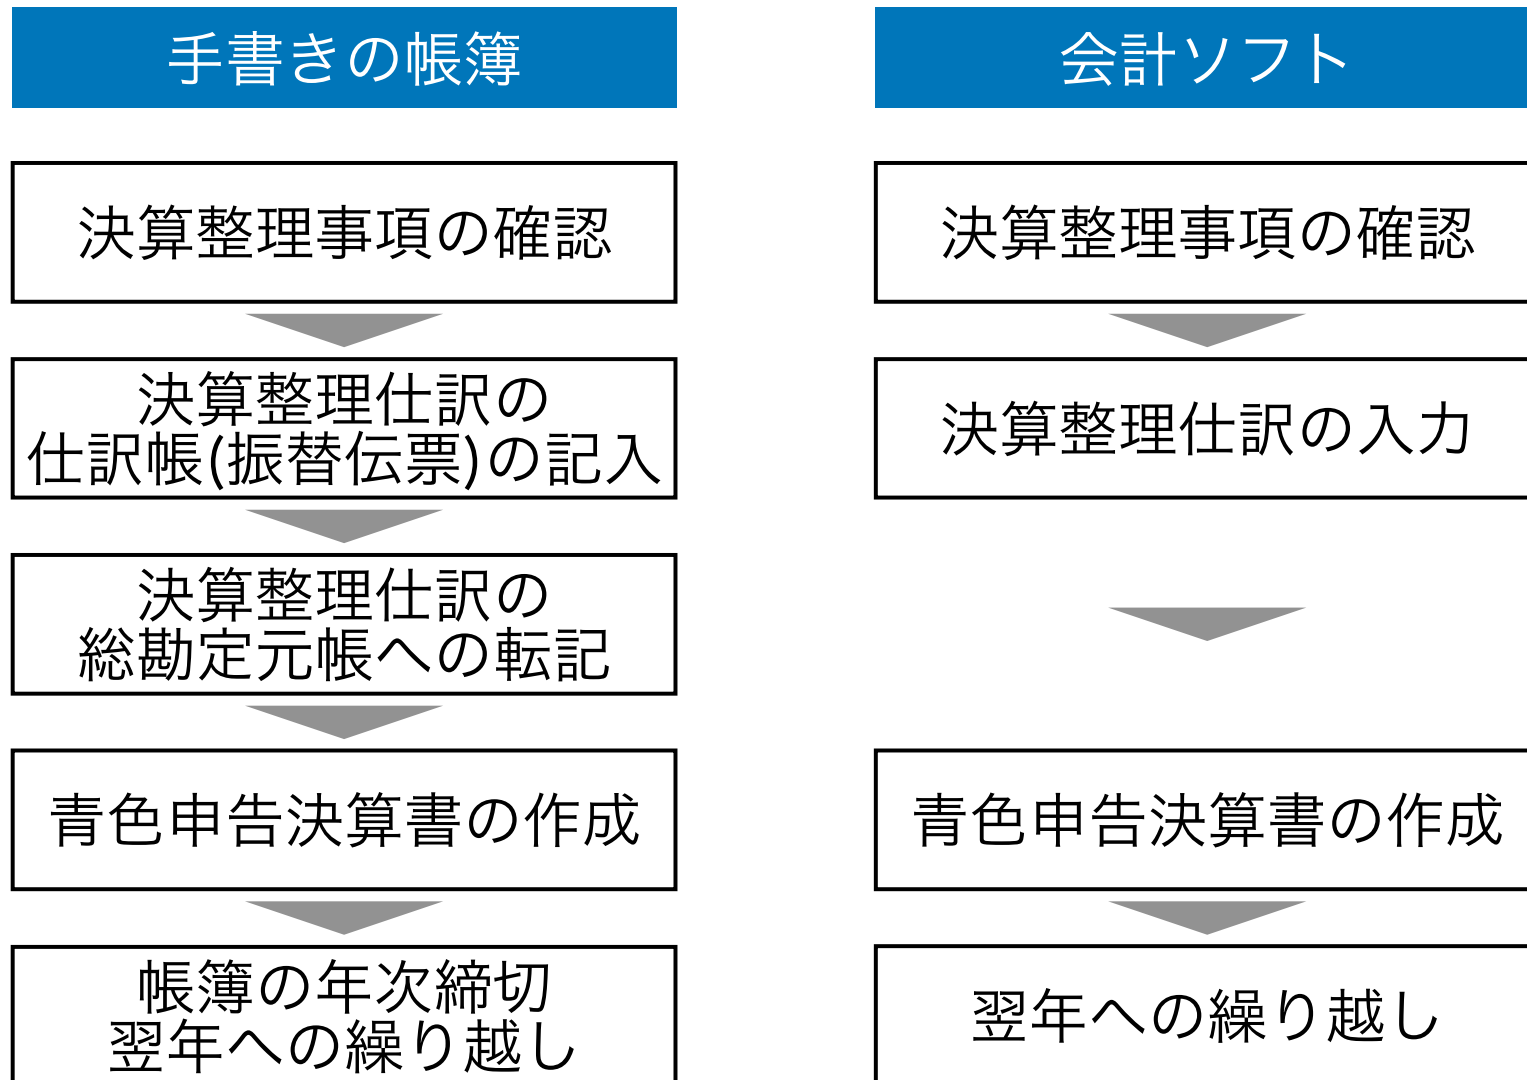 手書きの帳簿
決算整理事項の確認
決算整理仕訳の
仕訳帳(振替伝票)の記入
決算整理仕訳の
総勘定元帳への転記
青色申告決算書の作成
帳簿の年次締切
翌年への繰り越し
会計ソフト
決算整理事項の確認
決算整理仕訳の入力
青色申告決算書の作成
翌年への繰り越し